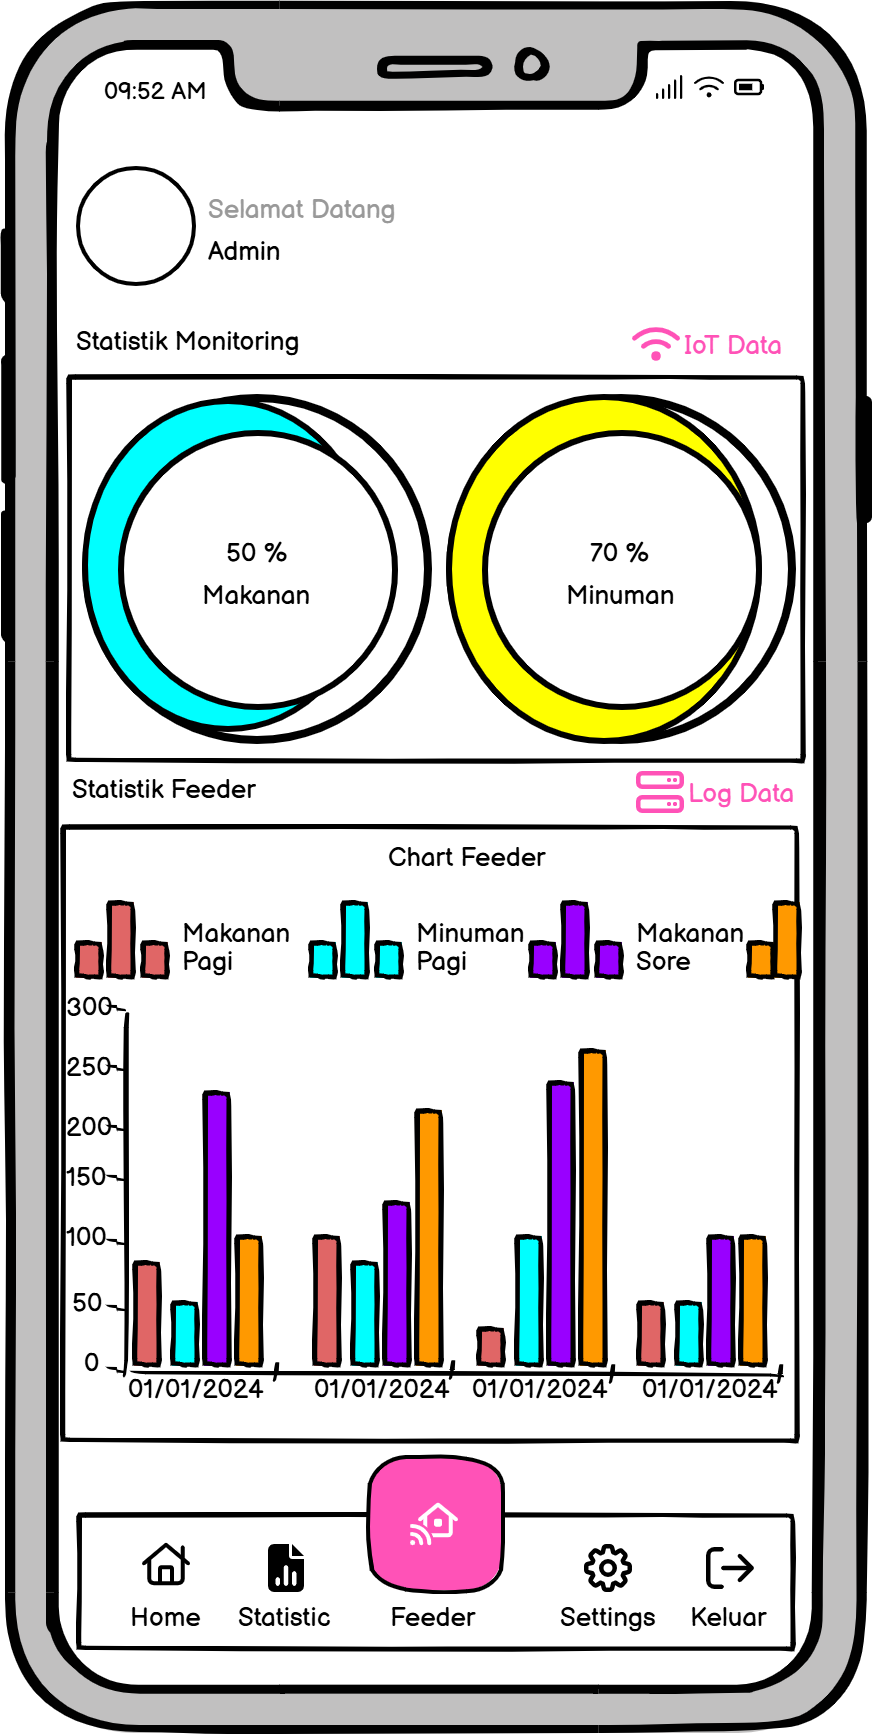 09:52 AM
Selamat Datang
Admin
Statistik Monitoring
IoT Data
50 %
Makanan
70 %
Minuman
Statistik Feeder
Log Data
Chart Feeder
Makanan
Pagi
Minuman
Pagi
Makanan
Sore
300
250
200
150
100
50
0
01/01/2024
01/01/2024
01/01/2024
01/01/2024
Home
Statistic
Feeder
Settings
Keluar